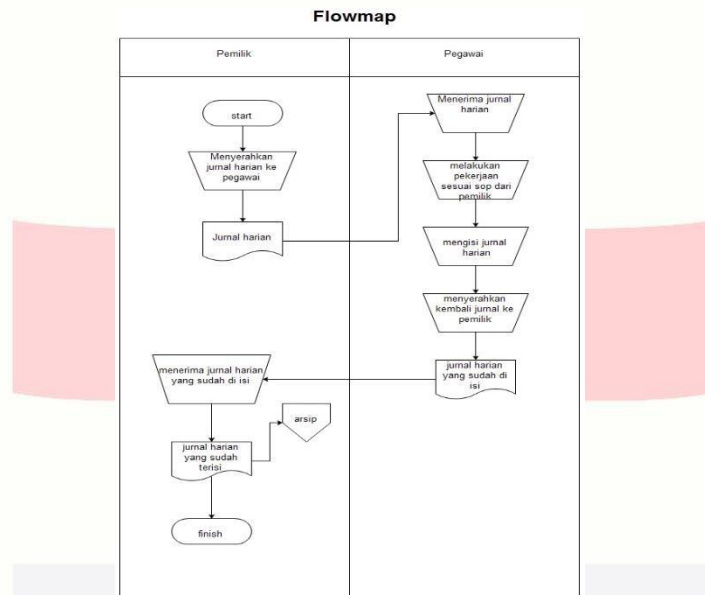 Flowmap
Pemilik
Pegawai
start
Menyerahkan
jurnal harian ke
pegawai
Jurnal harian
Menerima jurnal
harian
melakukan
pekerjaan
sesuai sop dari
pemilik
mengisi jurnal
harian
menyerahkan
kembali jurnal ke
pemilik
jurnal harian
yang sudah di
isi
menerima jurnal harian
yang sudah di isi
arsip
jurnal harian
yang sudah
terisi
finish